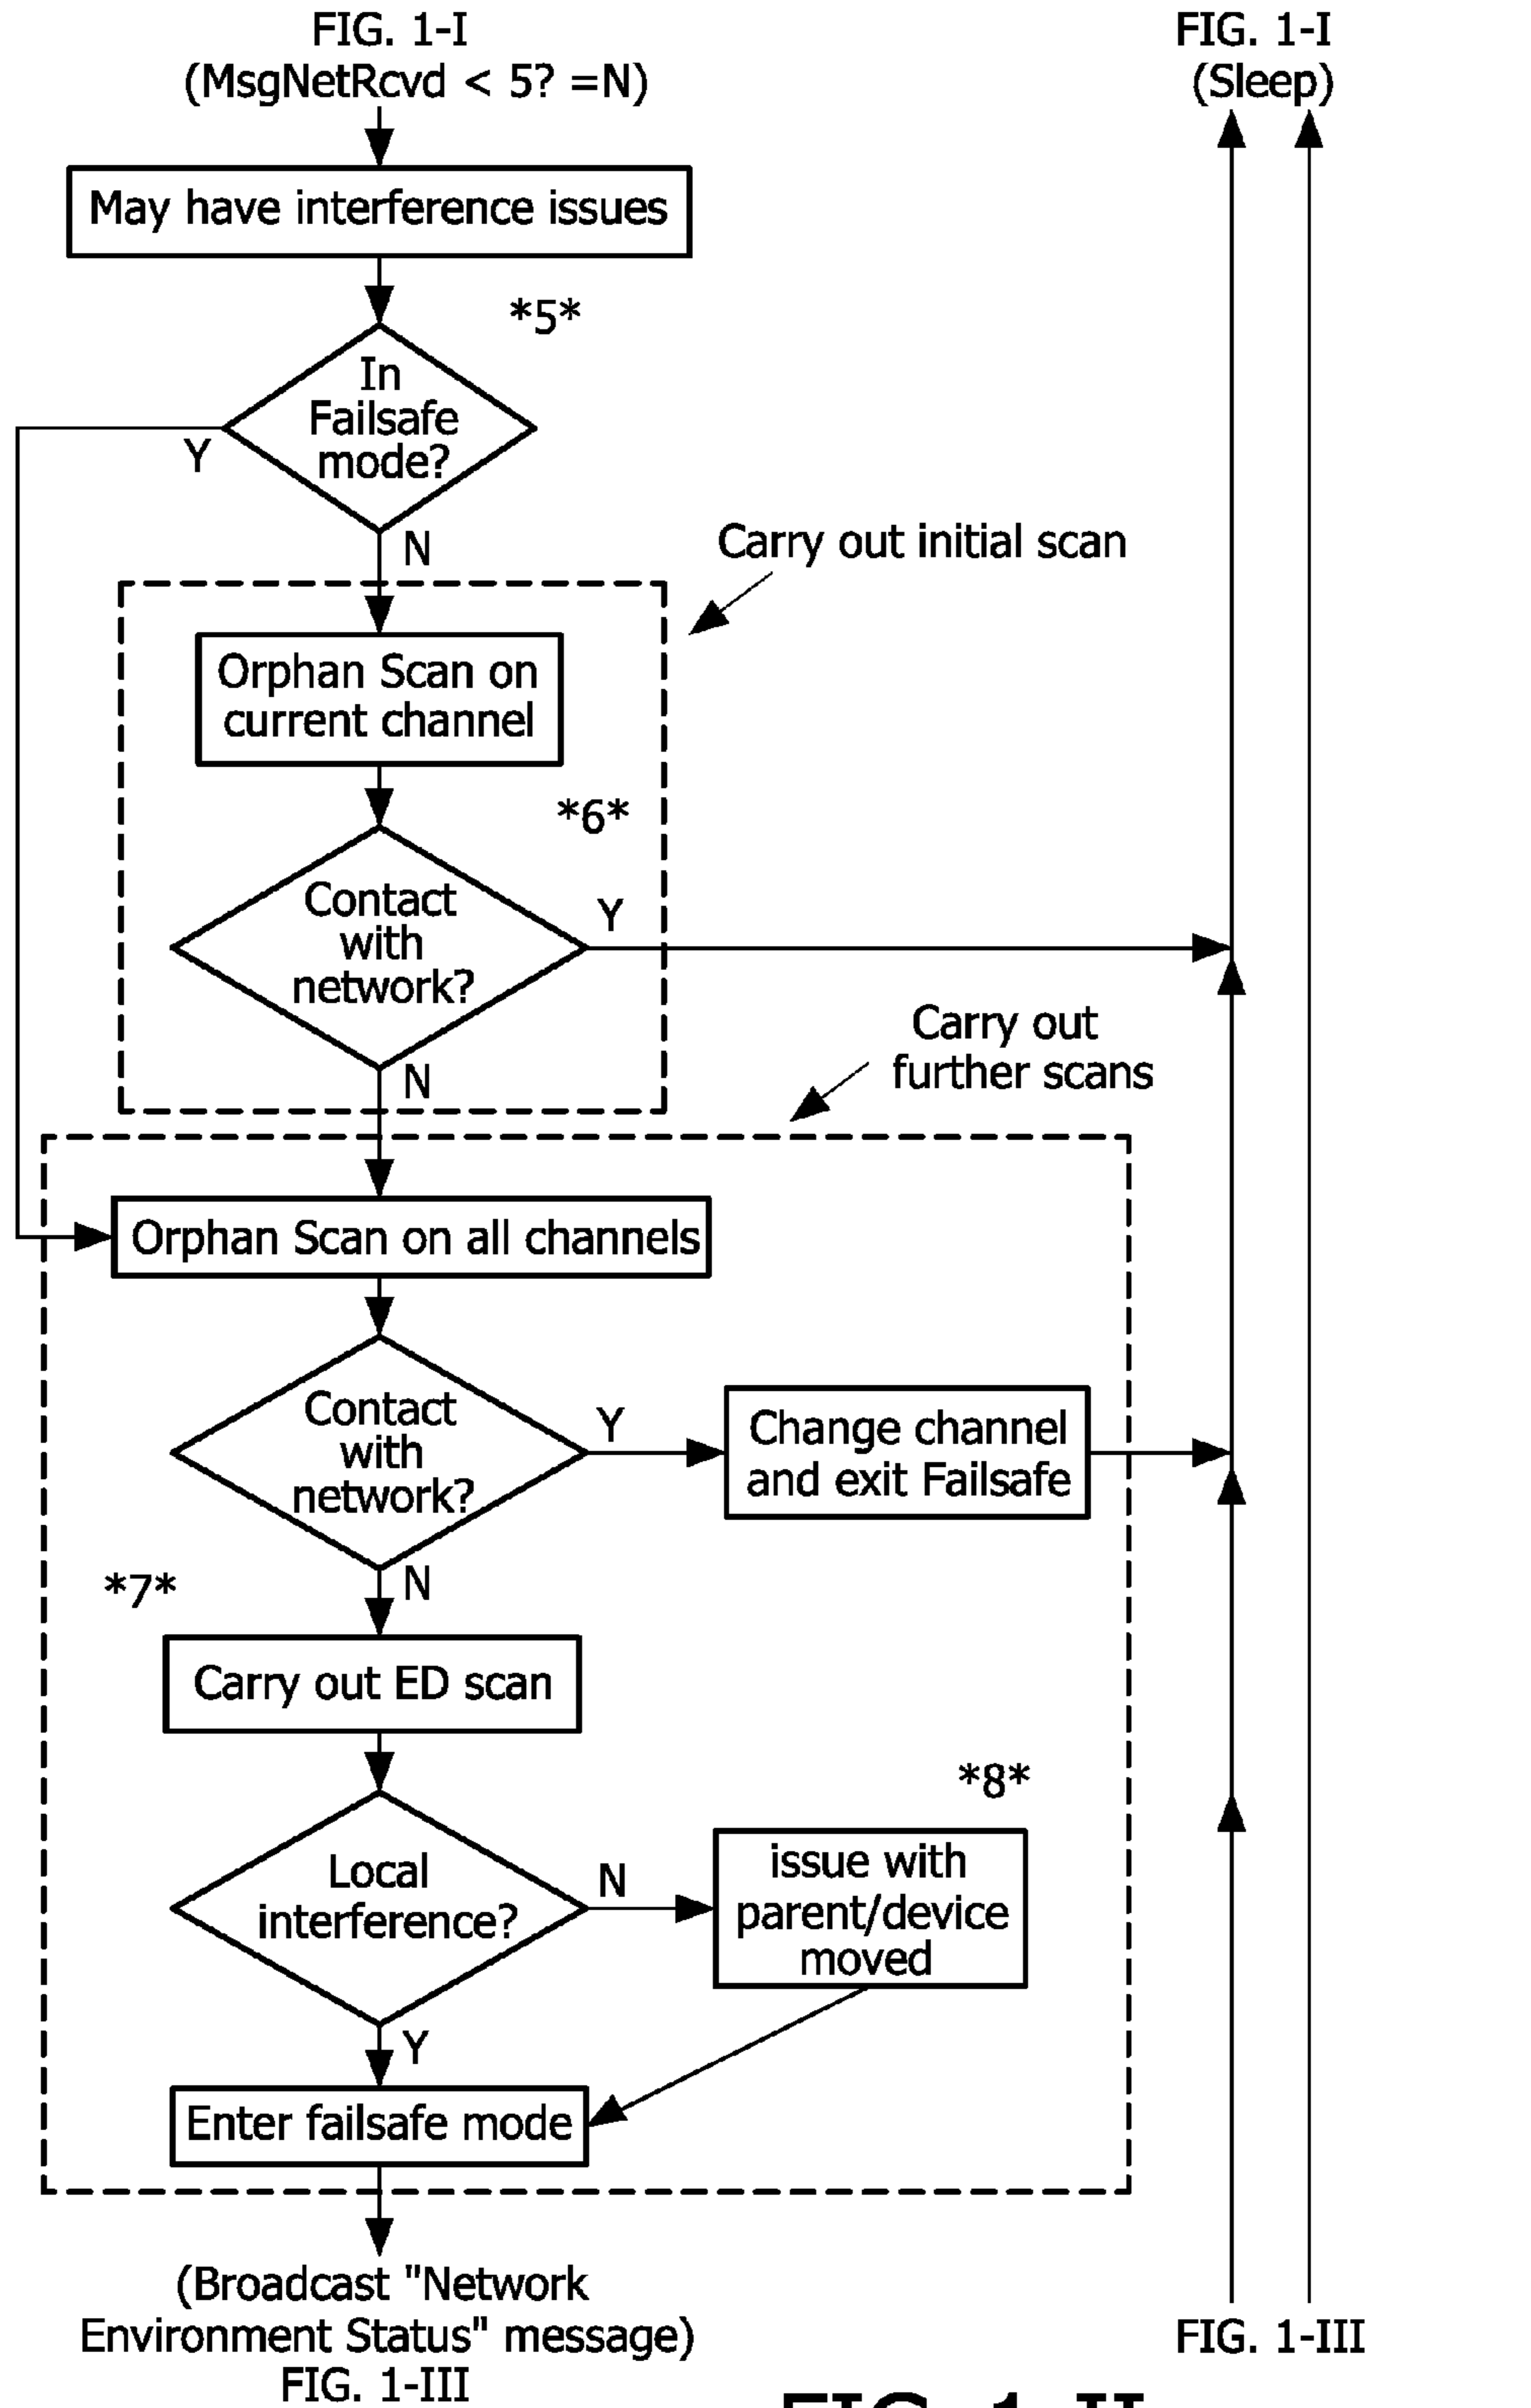 FIG. 1-I
(MsgNetRcvd < 5? =N)
FIG. 1-I
(Sleep)
May have interference issues
*5*
In
Failsafe
mode?
Y
N
Carry out initial scan
Orphan Scan on
current channel
*6*
Contact
with
network?
Y
N
Carry out
further scans
Orphan Scan on all channels
Contact
with
network?
Y
Change channel
and exit Failsafe
N
*7*
Carry out ED scan
*8*
Local
interference?
N
issue with
parent/device
moved
Y
Enter failsafe mode
(Broadcast "Network
Environment Status" message)
FIG. 1-III
FIG. 1-III
FIG. 1-II